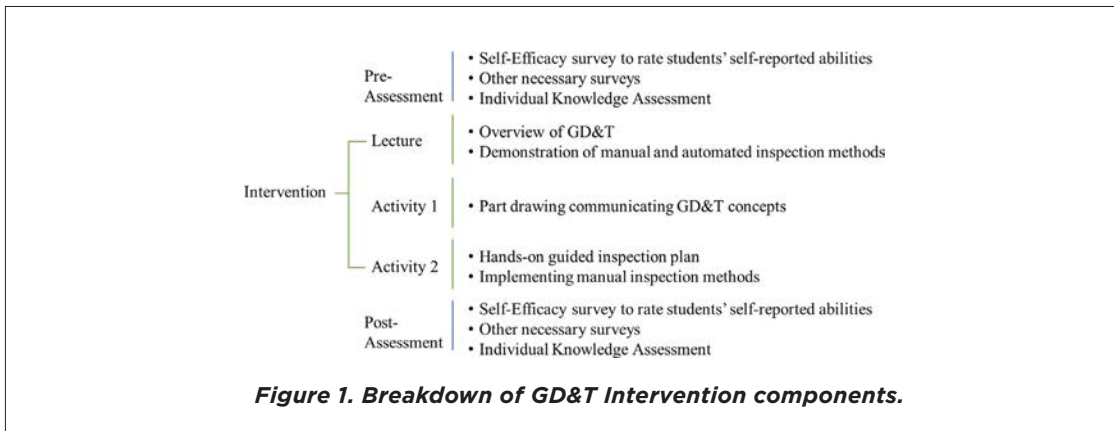 Pre-
Assessment
• Self-Efficacy survey to rate students' self-reported abilities
• Other necessary surveys
• Individual Knowledge Assessment
Intervention
Lecture
• Overview of GD&T
• Demonstration of manual and automated inspection methods
Activity 1
• Part drawing communicating GD&T concepts
Activity 2
• Hands-on guided inspection plan
• Implementing manual inspection methods
Post-
Assessment
• Self-Efficacy survey to rate students' self-reported abilities
• Other necessary surveys
• Individual Knowledge Assessment
Figure 1. Breakdown of GD&T Intervention components.